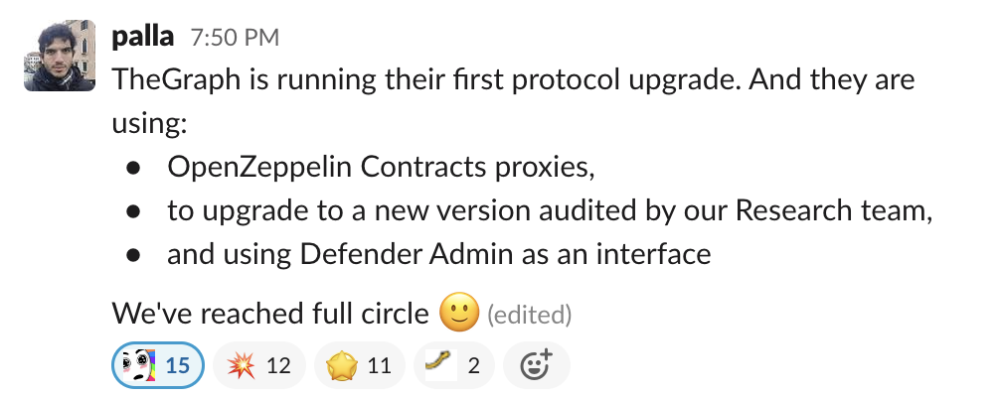 palla 7:50 PM
TheGraph is running their first protocol upgrade. And they are
using:
● OpenZeppelin Contracts proxies,
● to upgrade to a new version audited by our Research team,
● and using Defender Admin as an interface
We've reached full circle 🙂 (edited)
15 12 11 2